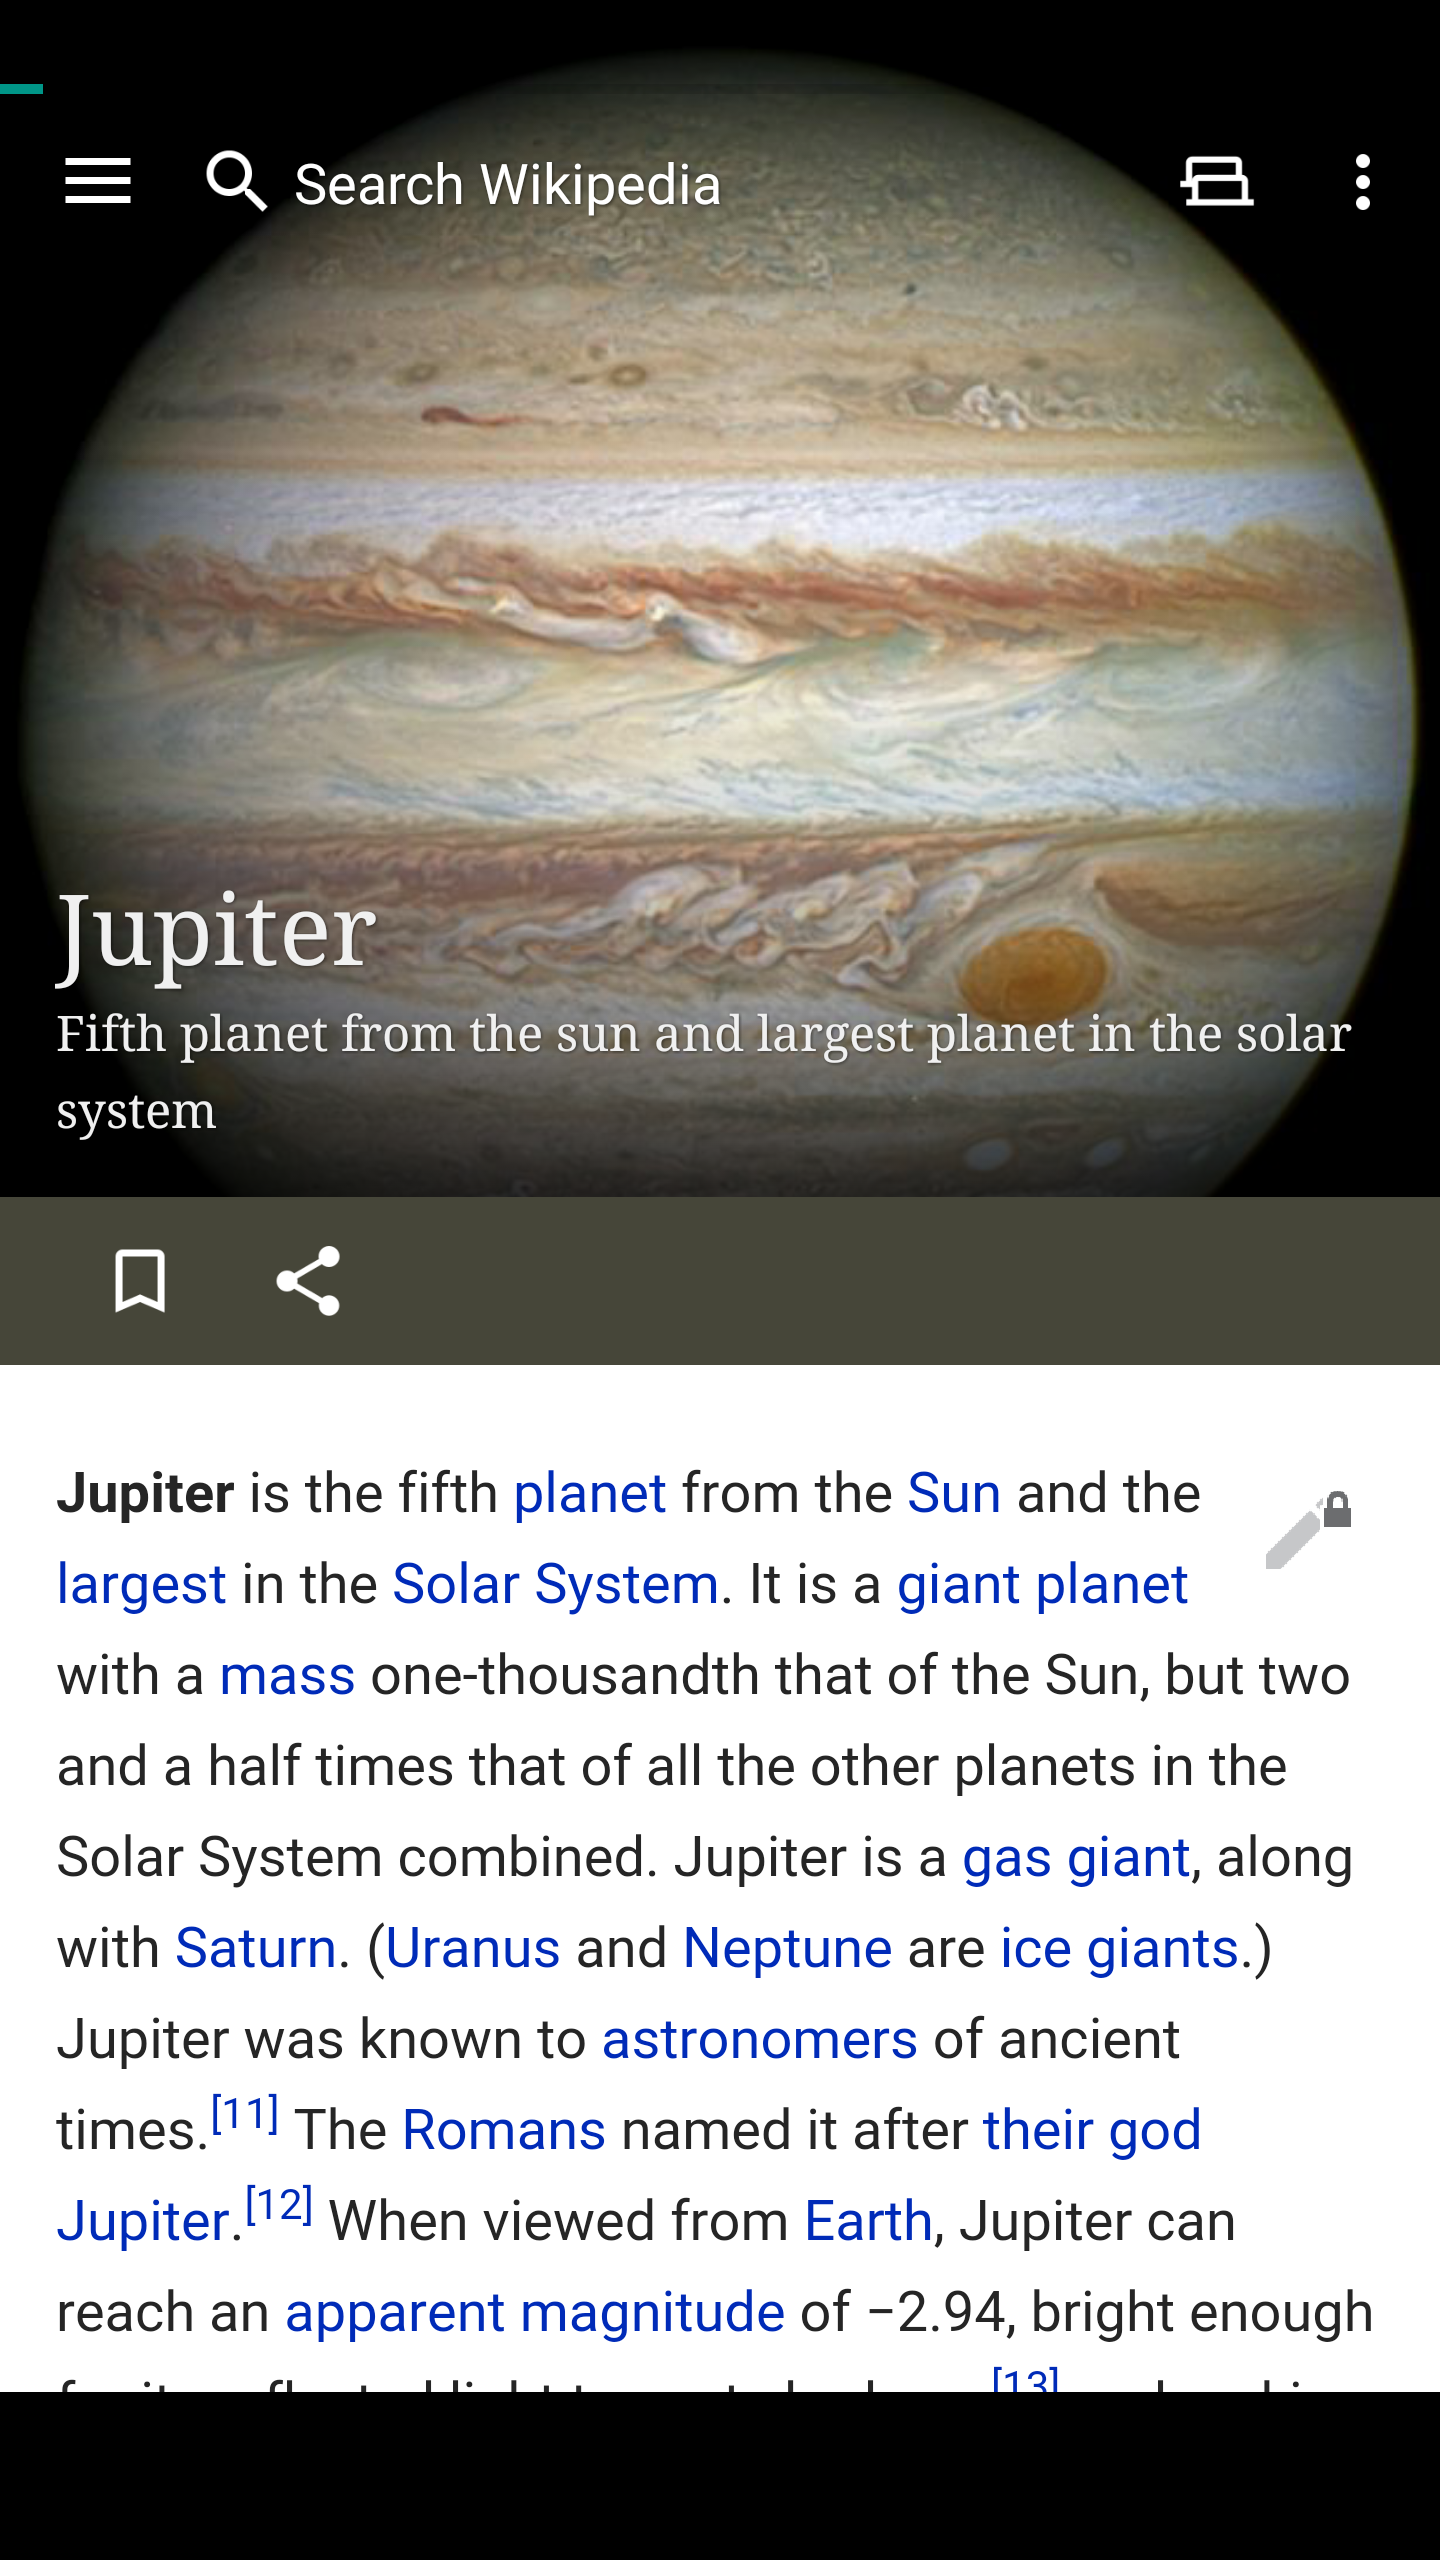 Search Wikipedia
Jupiter
Fifth planet from the sun and largest planet in the solar
system
Jupiter is the fifth planet from the Sun and the
largest in the Solar System. It is a giant planet
with a mass one-thousandth that of the Sun, but two
and a half times that of all the other planets in the
Solar System combined. Jupiter is a gas giant, along
with Saturn. (Uranus and Neptune are ice giants.)
Jupiter was known to astronomers of ancient
times.[11] The Romans named it after their god
Jupiter.[12] When viewed from Earth, Jupiter can
reach an apparent magnitude of −2.94, bright enough
[13]